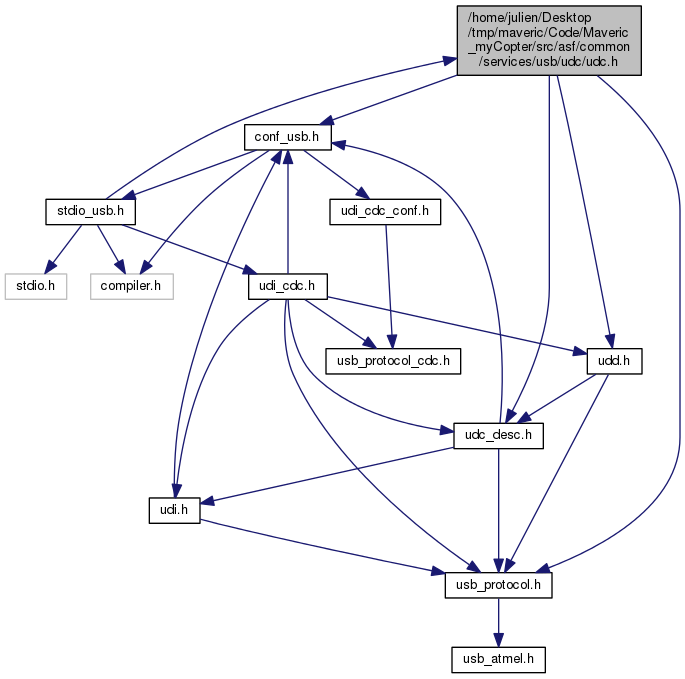 /home/julien/Desktop
/tmp/maveric/Code/Maveric
_myCopter/src/asf/common
/services/usb/udc/udc.h
conf_usb.h
stdio_usb.h
udi_cdc_conf.h
stdio.h
compiler.h
udi_cdc.h
usb_protocol_cdc.h
udd.h
udc_desc.h
udi.h
usb_protocol.h
usb_atmel.h